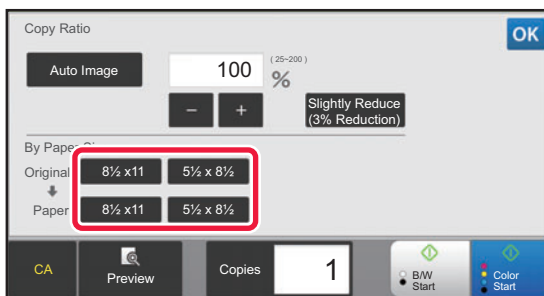 Copy Ratio
OK
Auto Image
100
( 25~200 )
%
−
+
Slightly Reduce
(3% Reduction)
By Paper
Original
8½ x11
5½ x 8½
Paper
8½ x11
5½ x 8½
CA
Preview
Copies
1
B/W
Start
Color
Start